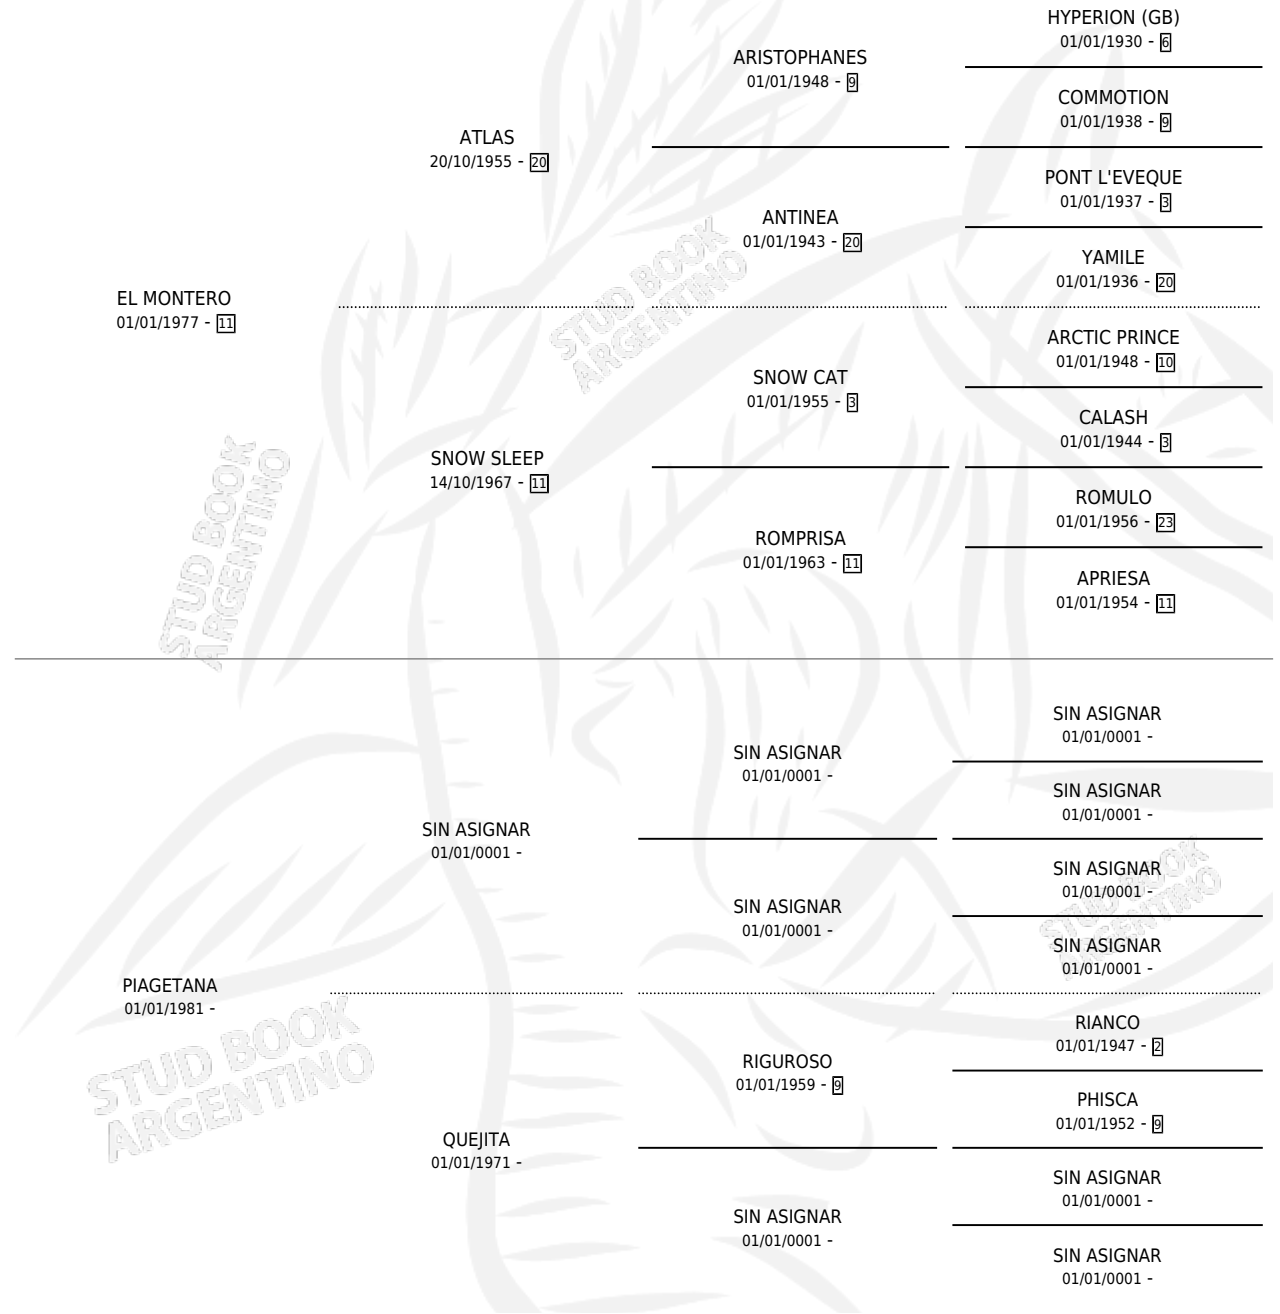 HYPERION (GB)
01/01/1930 - 6
ARISTOPHANES
01/01/1948 - 9
COMMOTION
01/01/1938 - 9
ATLAS
20/10/1955 - 20
PONT L'EVEQUE
01/01/1937 - 3
ANTINEA
01/01/1943 - 20
YAMILE
01/01/1936 - 20
EL MONTERO
01/01/1977 - 11
ARCTIC PRINCE
01/01/1948 - 10
SNOW CAT
01/01/1955 - 3
CALASH
01/01/1944 - 3
SNOW SLEEP
14/10/1967 - 11
ROMULO
01/01/1956 - 23
ROMPRISA
01/01/1963 - 11
APRIESA
01/01/1954 - 11
SIN ASIGNAR
01/01/0001 -
SIN ASIGNAR
01/01/0001 -
SIN ASIGNAR
01/01/0001 -
SIN ASIGNAR
01/01/0001 -
SIN ASIGNAR
01/01/0001 -
SIN ASIGNAR
01/01/0001 -
SIN ASIGNAR
01/01/0001 -
PIAGETANA
01/01/1981 -
RIANCO
01/01/1947 - 2
RIGUROSO
01/01/1959 - 9
PHISCA
01/01/1952 - 9
QUEJITA
01/01/1971 -
SIN ASIGNAR
01/01/0001 -
SIN ASIGNAR
01/01/0001 -
SIN ASIGNAR
01/01/0001 -
STUD BOOK
ARGENTINO
STUD BOOK
ARGENTINO
STUD BOOK
ARGENTINO
STUD BOOK
ARGENTINO